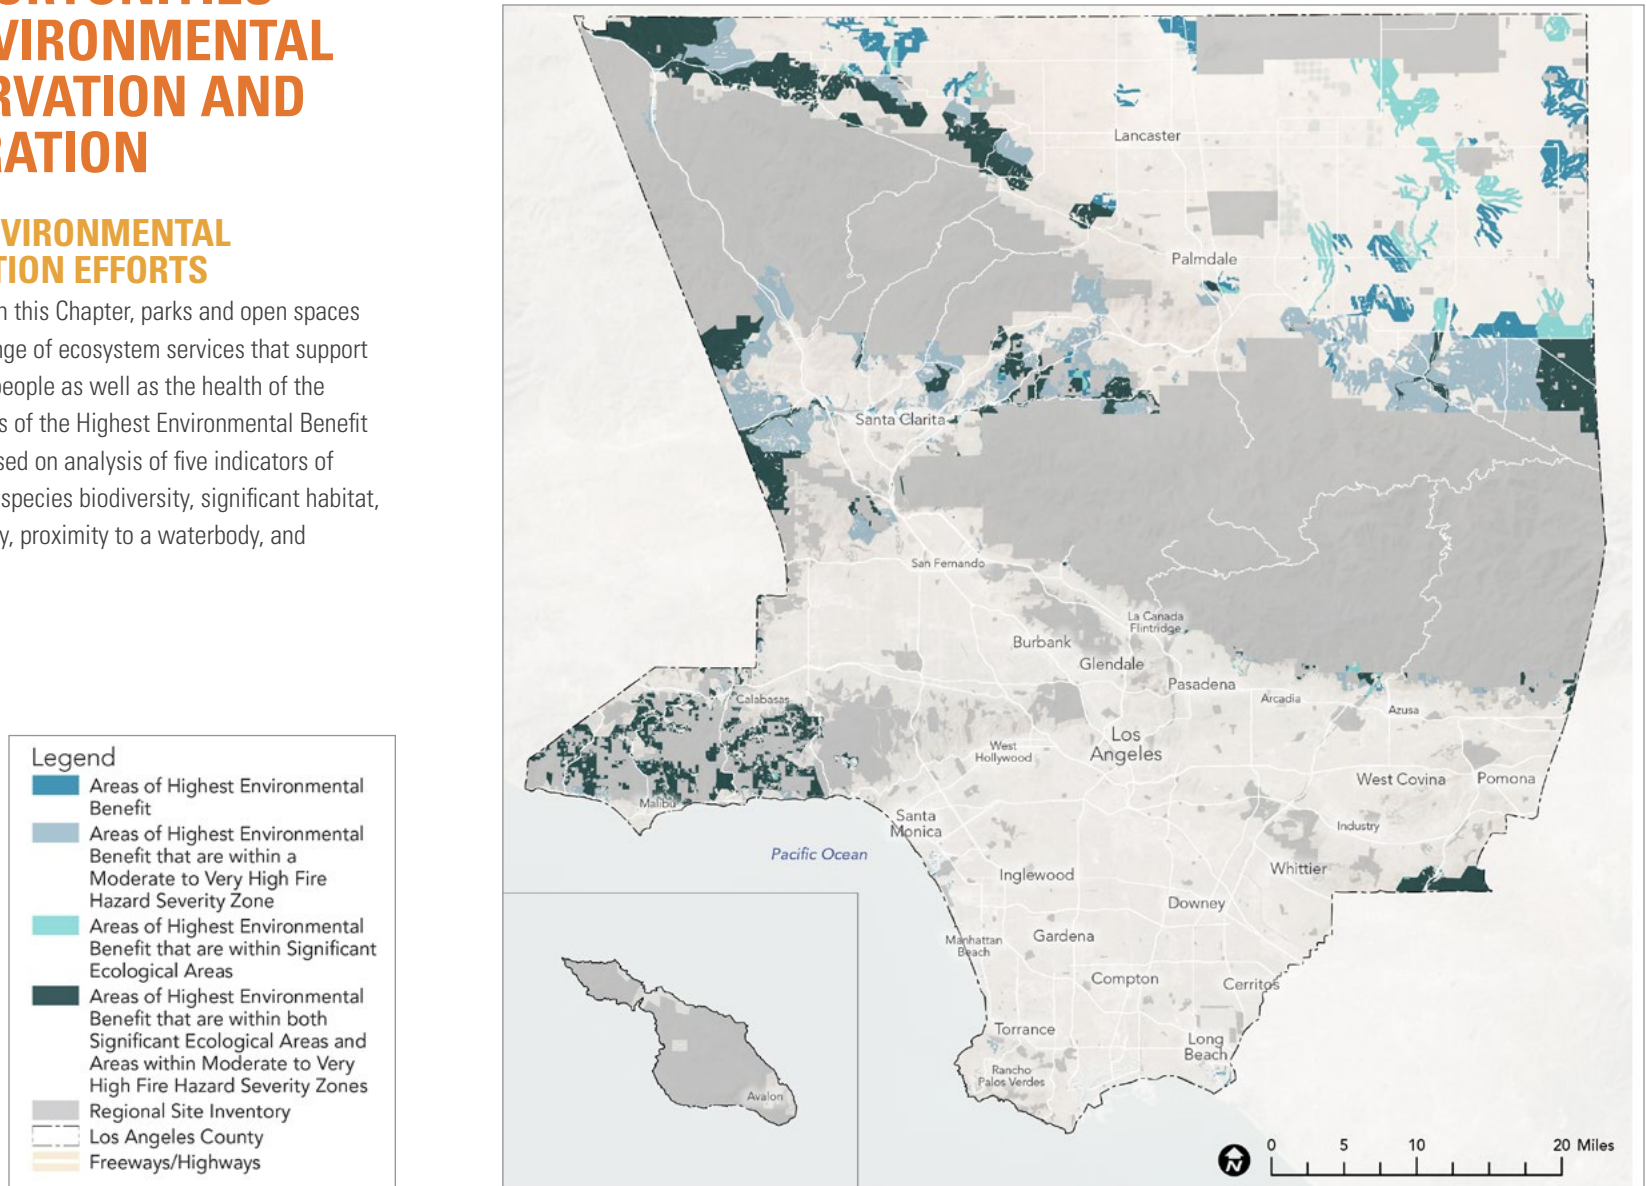 VIRONMENTAL
RVATION AND
RATION
VIRONMENTAL
TION EFFORTS
n this Chapter, parks and open spaces
nge of ecosystem services that support
people as well as the health of the
s of the Highest Environmental Benefit
sed on analysis of five indicators of
species biodiversity, significant habitat,
y, proximity to a waterbody, and
Legend
Areas of Highest Environmental
Benefit
Areas of Highest Environmental
Benefit that are within a
Moderate to Very High Fire
Hazard Severity Zone
Areas of Highest Environmental
Benefit that are within Significant
Ecological Areas
Areas of Highest Environmental
Benefit that are within both
Significant Ecological Areas and
Areas within Moderate to Very
High Fire Hazard Severity Zones
Regional Site Inventory
Los Angeles County
Freeways/Highways
Lancaster
Palmdale
Santa Clarita
San Fernando
La Canada
Flintridge
Burbank
Glendale
Pasadena
Arcadia
Azusa
Calabasas
West
Hollywood
Los
Angeles
West Covina
Pomona
Malibu
Santa
Monica
Industry
Pacific Ocean
Inglewood
Whittier
Downey
Manhattan
Beach
Gardena
Compton
Cerritos
Torrance
Long
Beach
Rancho
Palos Verdes
Avalon
N
0 5 10 20 Miles